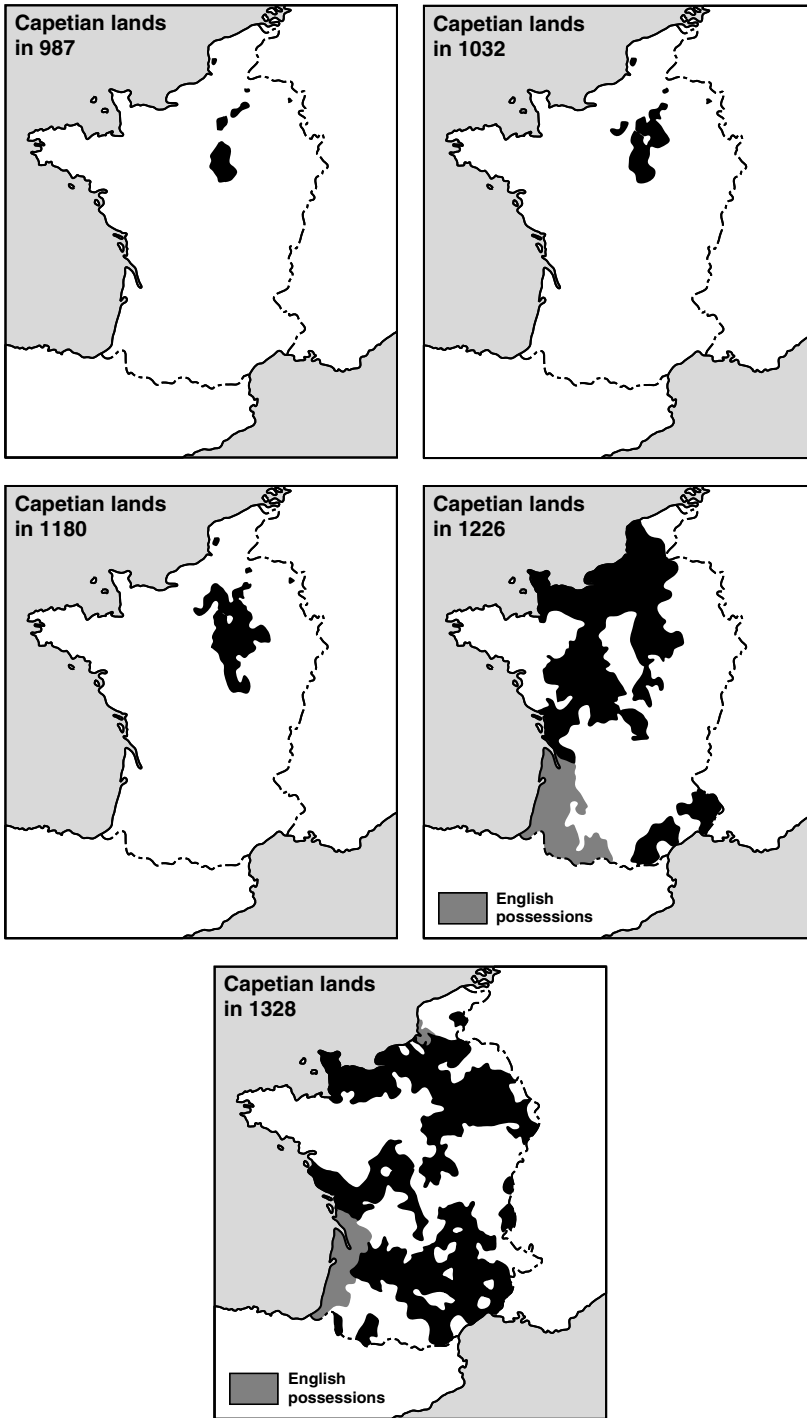 Capetian lands
in 987
Capetian lands
in 1032
Capetian lands
in 1180
Capetian lands
in 1226
English
possessions
Capetian lands
in 1328
English
possessions